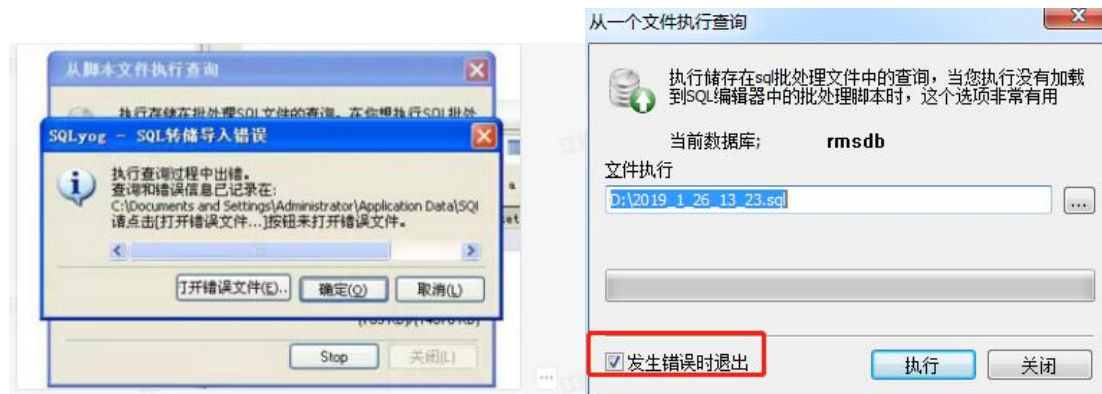 从脚本文件执行查询
执行存储在批处理SQL文件的查询。在你想执行SQL批处
SQLyog - SQL转储导入错误
执行查询过程中出错。
查询和错误信息已记录在:
C:\Documents and Settings\Administrator\Application Data\SQL
请点击[打开错误文件...]按钮来打开错误文件。
打开错误文件(E)..
确定(O)
取消(L)
Stop
关闭(L)
从一个文件执行查询
执行储存在sql批处理文件中的查询，当您执行没有加载
到SQL编辑器中的批处理脚本时，这个选项非常有用
当前数据库;
rmsdb
文件执行
D:\2019_1_26_13_23.sql
...
发生错误时退出
执行
关闭